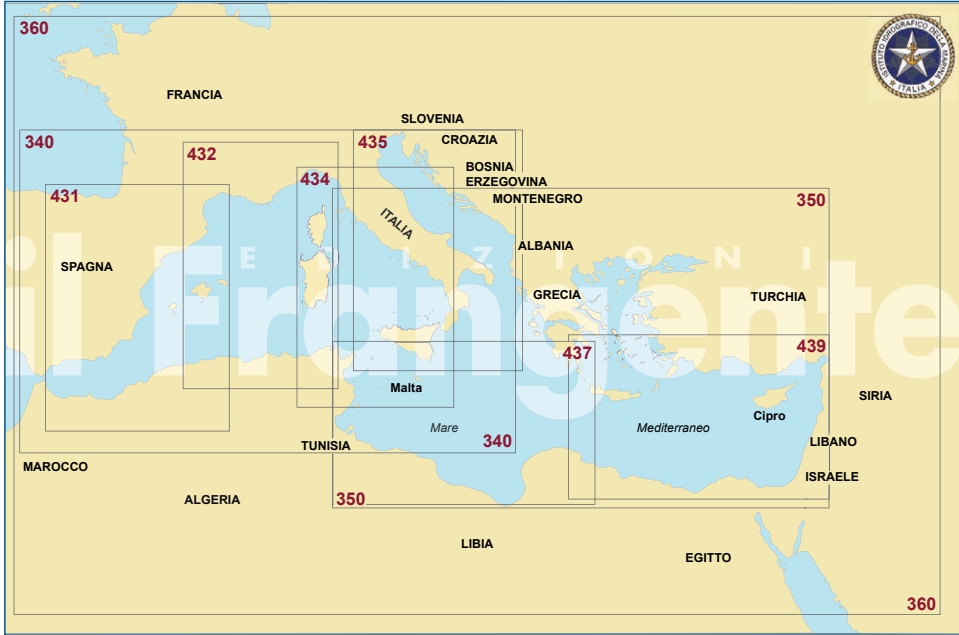 360
ISTITUTO IDROGRAFICO DELLA MARINA
ITALIA
FRANCIA
SLOVENIA
340
435
CROAZIA
432
BOSNIA
ERZEGOVINA
434
431
MONTENEGRO
350
ITALIA
ALBANIA
EDIZIONI
SPAGNA
GRECIA
TURCHIA
il Frangente
437
439
Malta
SIRIA
Cipro
Mare
Mediterraneo
340
TUNISIA
LIBANO
MAROCCO
ISRAELE
350
ALGERIA
LIBIA
EGITTO
360